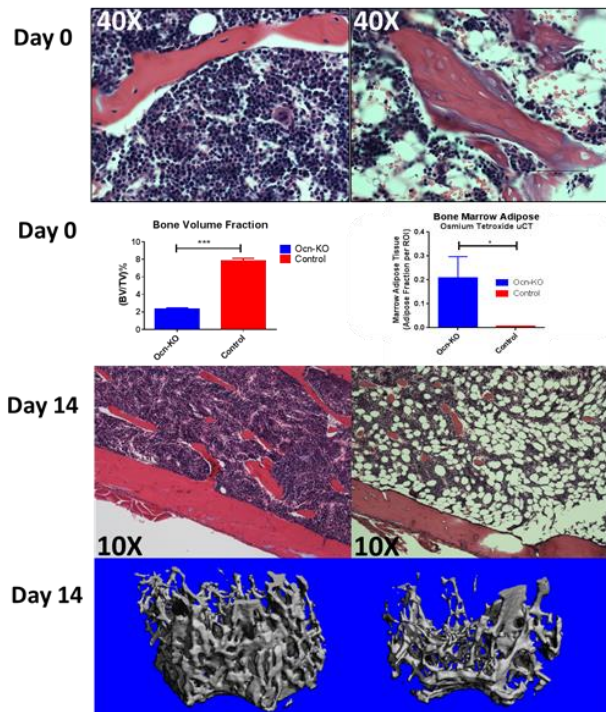 Day 0
40X
40X
Day 0
Bone Volume Fraction
***
(BV/TV)%
10
8
6
4
2
0
Ocn-KO
Control
Ocn-KO
Control
Bone Marrow Adipose
Osmium Tetroxide uCT
*
Marrow Adipose Tissue
(Adipose Fraction per ROI)
0.4
0.3
0.2
0.1
0.0
Ocn-KO
Control
Ocn-KO
Control
Day 14
10X
10X
Day 14